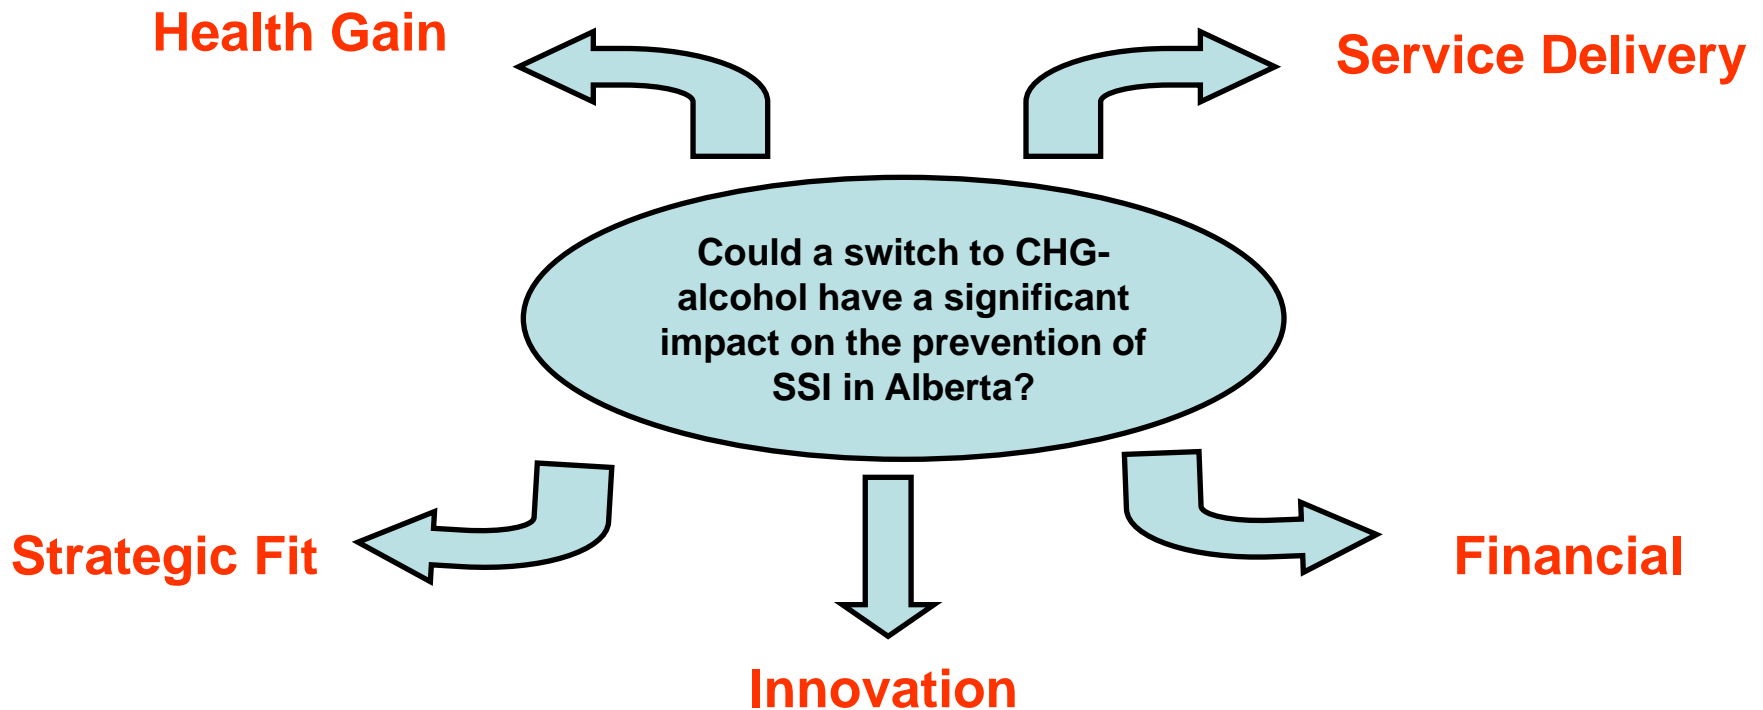 Health Gain
Service Delivery
Could a switch to CHG-
alcohol have a significant
impact on the prevention of
SSI in Alberta?
Strategic Fit
Financial
Innovation